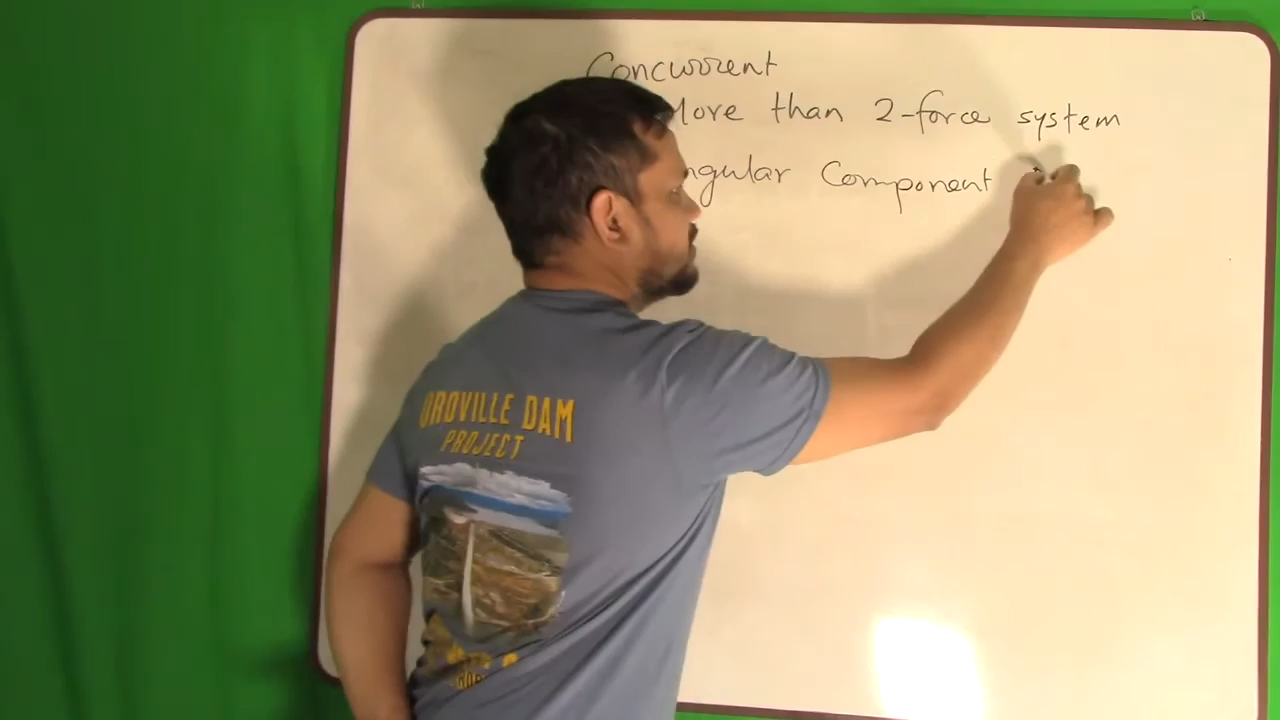 Concurrent
More than 2-force system
ngular Component
OROVILLE DAM
PROJECT